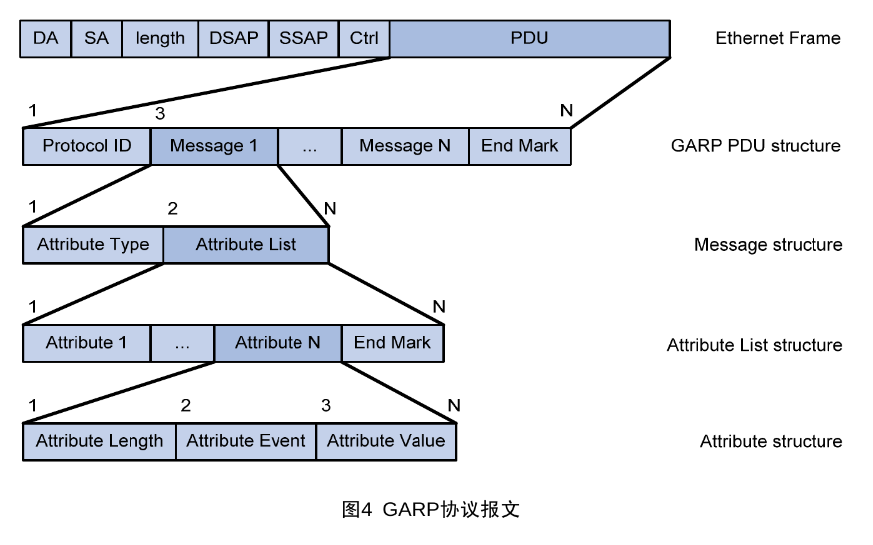 DA SA length DSAP SSAP Ctrl PDU Ethernet Frame
1 3 N
Protocol ID Message 1 ... Message N End Mark GARP PDU structure
1 2 N
Attribute Type Attribute List Message structure
1 N
Attribute 1 ... Attribute N End Mark Attribute List structure
1 2 3 N
Attribute Length Attribute Event Attribute Value Attribute structure
图4 GARP协议报文